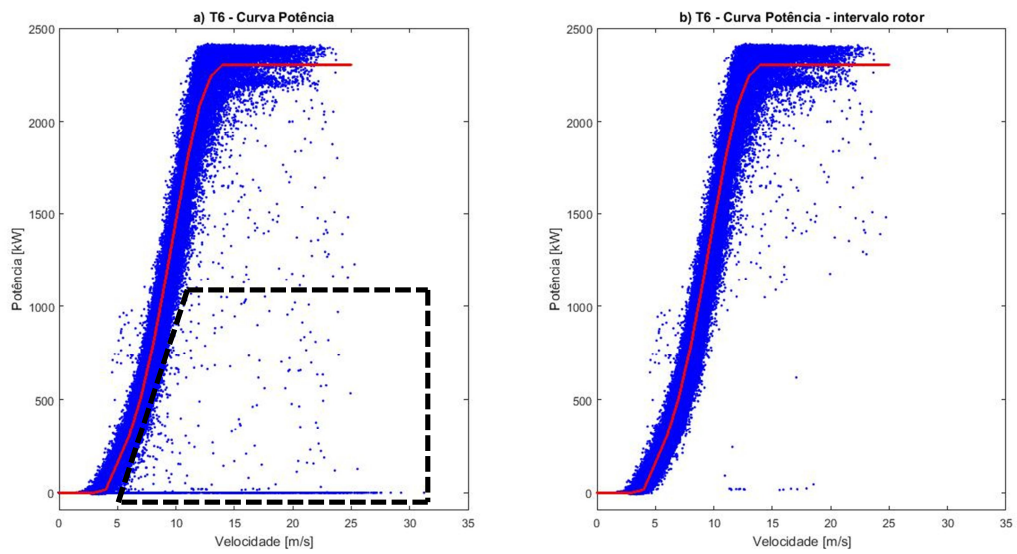 a) T6 - Curva Potência
2500
2000
1500
1000
500
0
Potência [kW]
0 5 10 15 20 25 30 35
Velocidade [m/s]
b) T6 - Curva Potência - intervalo rotor
2500
2000
1500
1000
500
0
Potência [kW]
0 5 10 15 20 25 30 35
Velocidade [m/s]